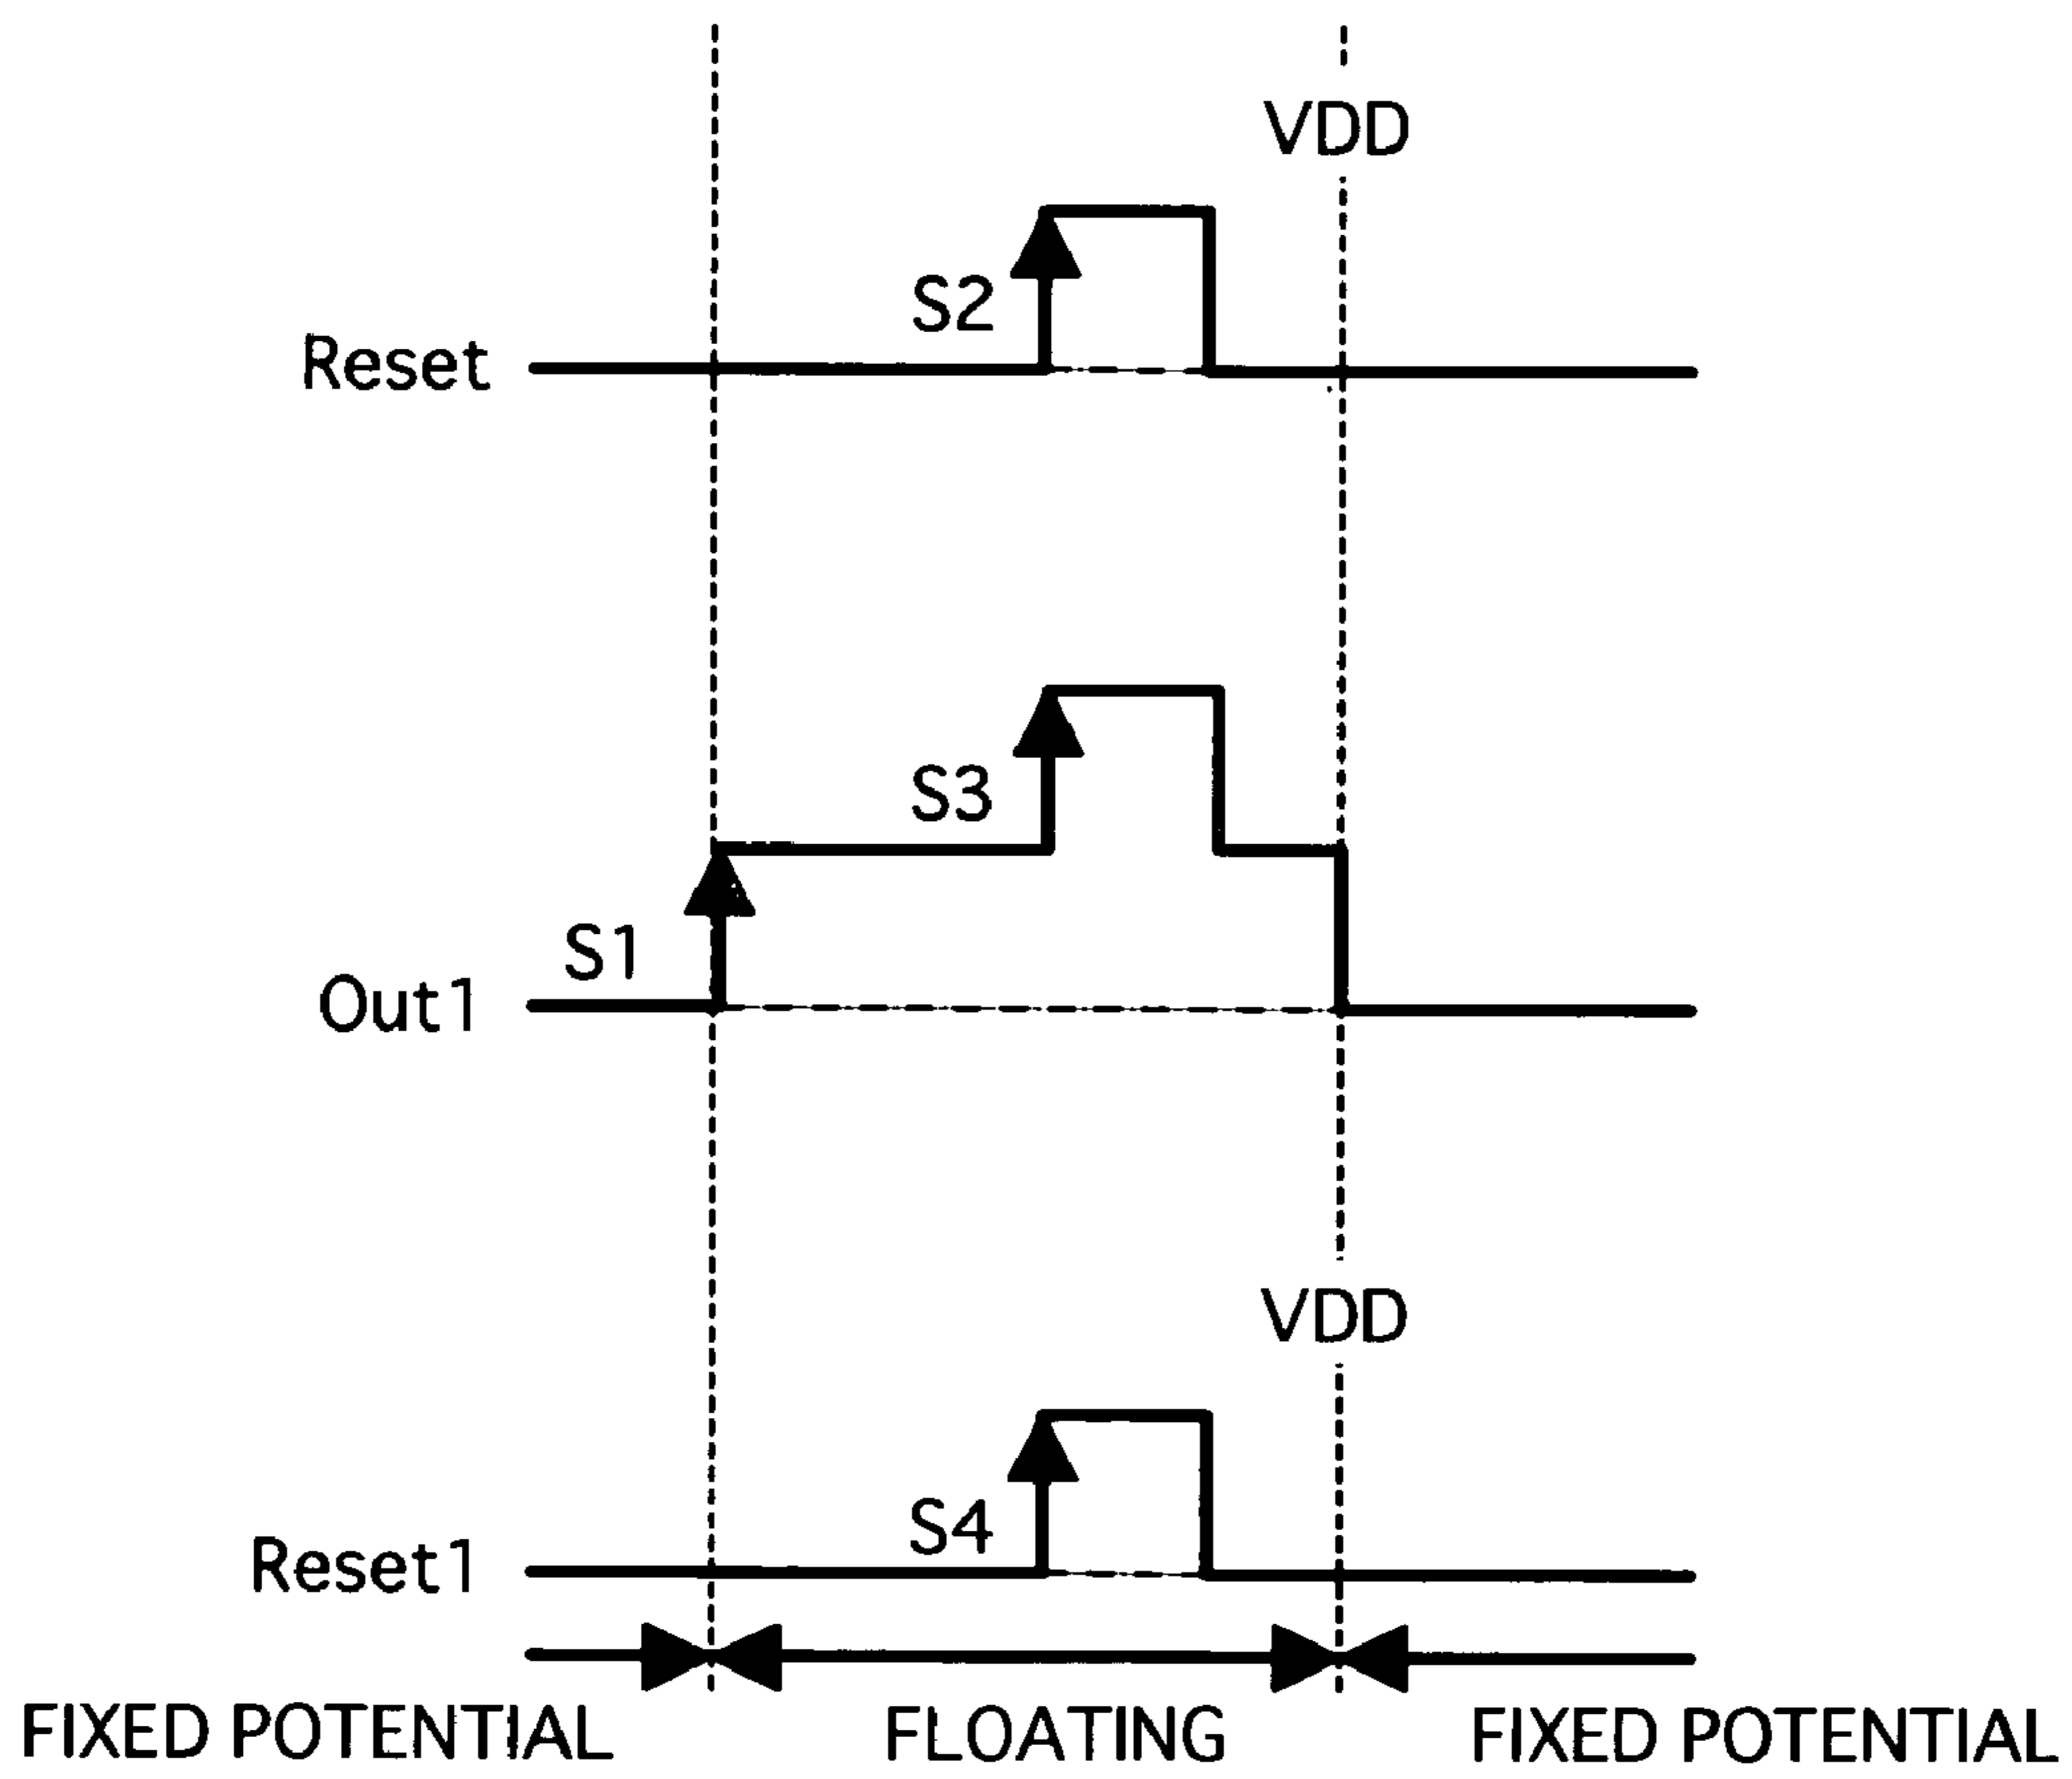 VDD
S2
Reset
S3
S1
Out1
VDD
S4
Reset1
FIXED POTENTIAL
FLOATING
FIXED POTENTIAL